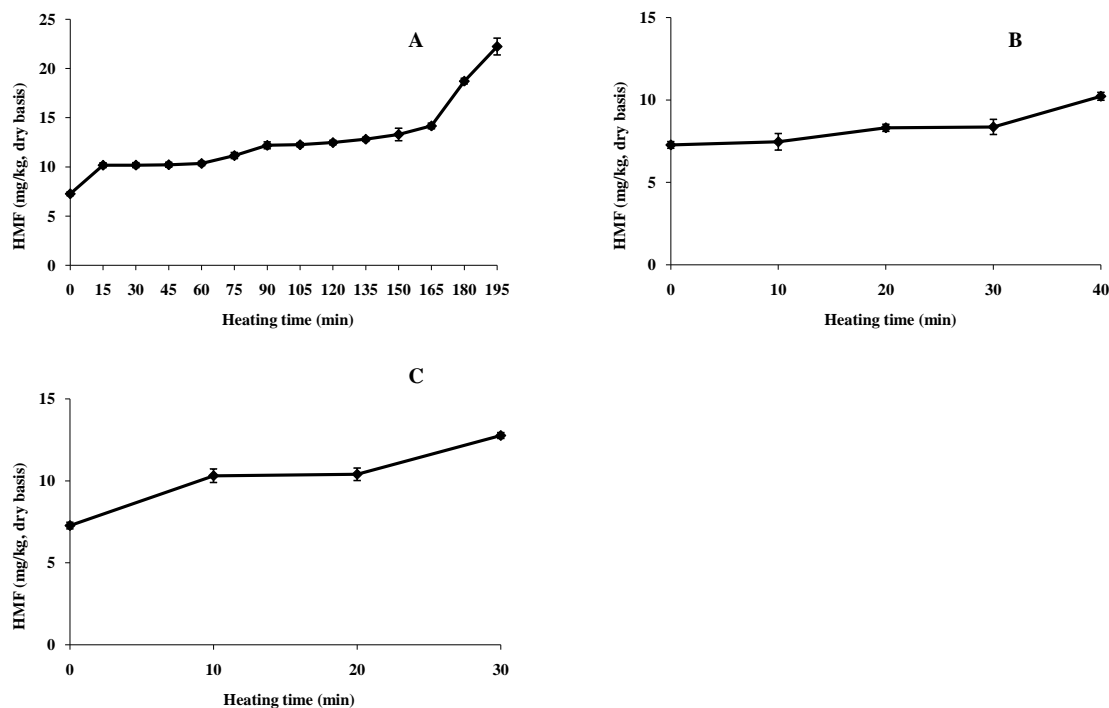 A
HMF (mg/kg, dry basis)
25
20
15
10
5
0
0 15 30 45 60 75 90 105 120 135 150 165 180 195
Heating time (min)
B
HMF (mg/kg, dry basis)
15
10
5
0
0 10 20 30 40
Heating time (min)
C
HMF (mg/kg, dry basis)
15
10
5
0
0 10 20 30
Heating time (min)